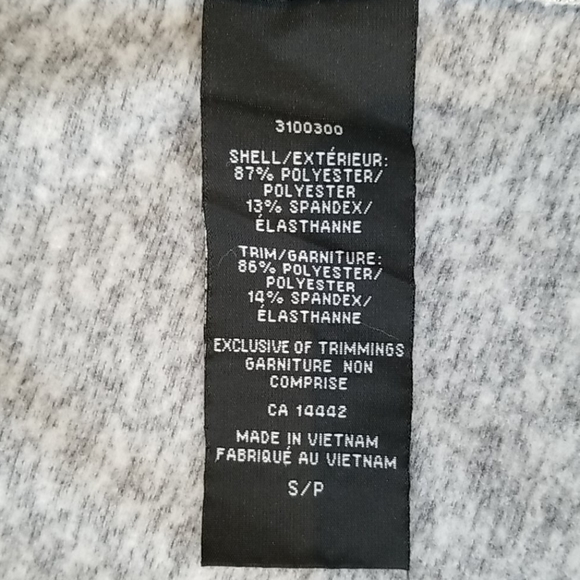 3100300
SHELL/EXTÉRIEUR:
87% POLYESTER/
POLYESTER
13% SPANDEX/
ÉLASTHANNE
TRIM/GARNITURE:
86% POLYESTER/
POLYESTER
14% SPANDEX/
ÉLASTHANNE
EXCLUSIVE OF TRIMMINGS
GARNITURE NON
COMPRISE
CA 14442
MADE IN VIETNAM
FABRIQUÉ AU VIETNAM
S/P